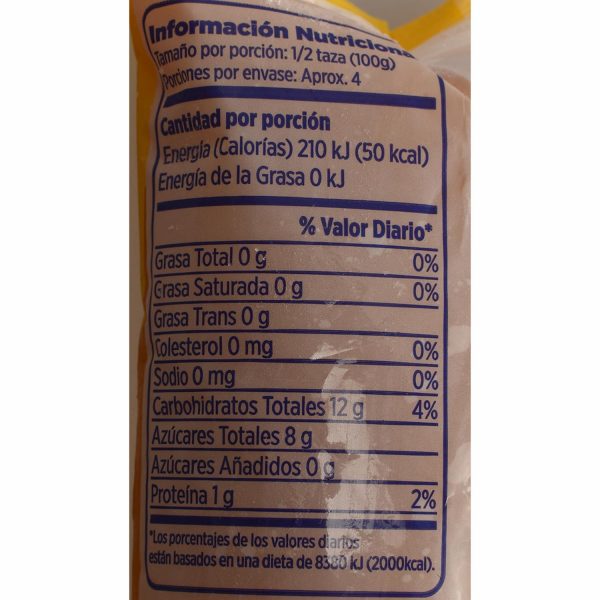 Información Nutriciona
Tamaño por porción: 1/2 taza (100g)
Porciones por envase: Aprox. 4
Cantidad por porción
Energía (Calorías) 210 kJ (50 kcal)
Energía de la Grasa 0 kJ
% Valor Diario*
Grasa Total 0 g 0%
Grasa Saturada 0 g 0%
Grasa Trans 0 g
Colesterol 0 mg 0%
Sodio 0 mg 0%
Carbohidratos Totales 12 g 4%
Azúcares Totales 8 g
Azúcares Añadidos 0 g
Proteína 1 g 2%
*Los porcentajes de los valores diarios
están basados en una dieta de 8380 kJ (2000kcal).